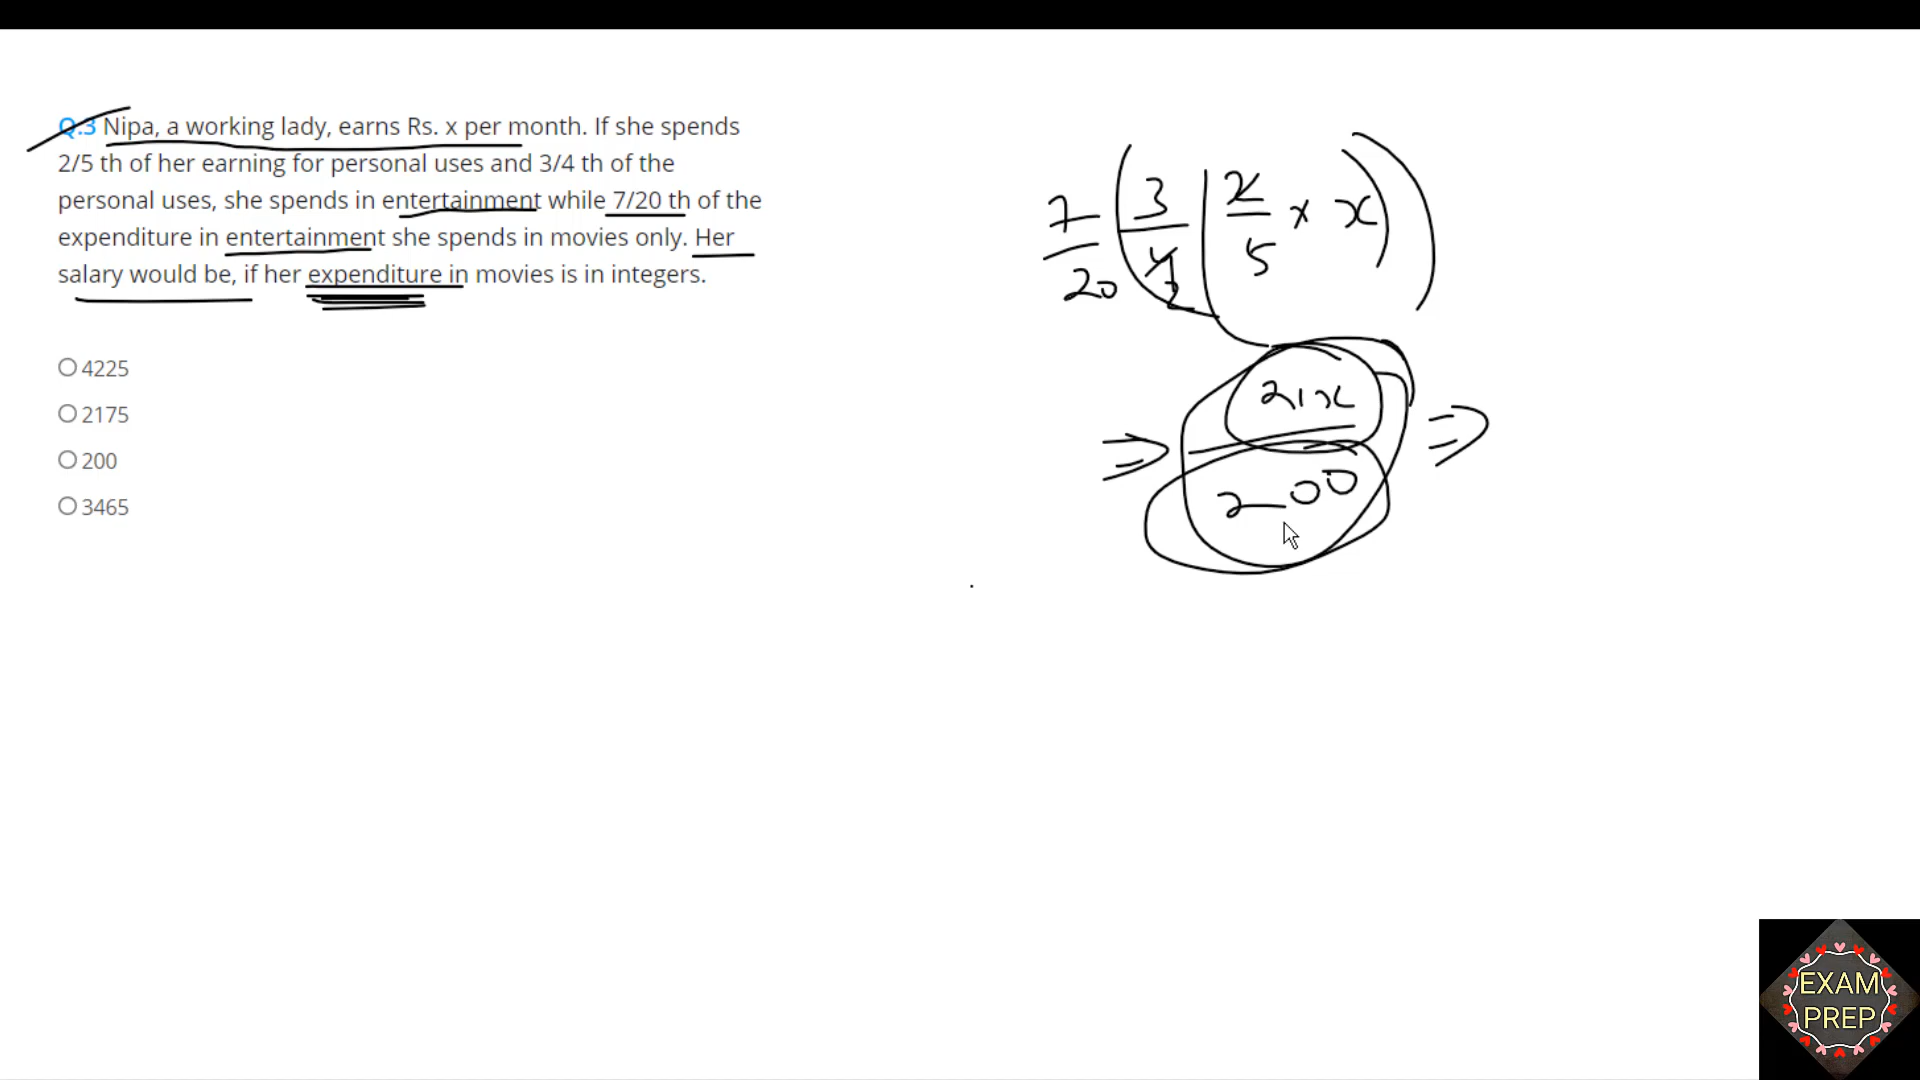 Q.3 Nipa, a working lady, earns Rs. x per month. If she spends
2/5 th of her earning for personal uses and 3/4 th of the
personal uses, she spends in entertainment while 7/20 th of the
expenditure in entertainment she spends in movies only. Her
salary would be, if her expenditure in movies is in integers.
4225
2175
200
3465
7/20 (3/4 (2/5 × x))
2
⇒ 21x/200 ⇒
EXAM
PREP